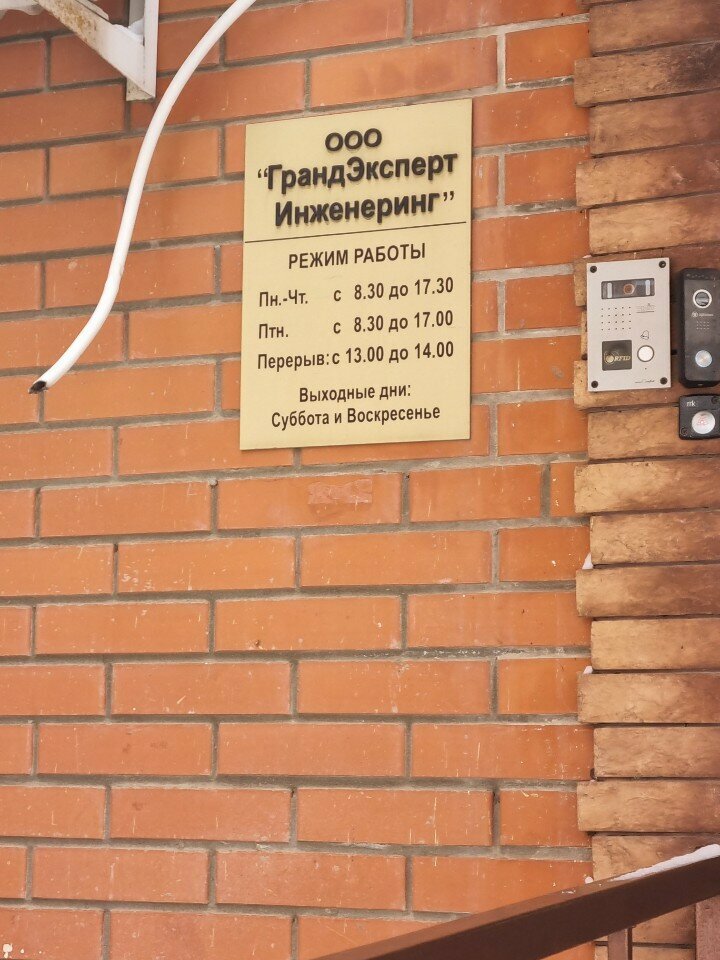 ООО
"ГрандЭксперт
Инженеринг"
РЕЖИМ РАБОТЫ
Пн.-Чт. с 8.30 до 17.30
Птн. с 8.30 до 17.00
Перерыв: с 13.00 до 14.00
Выходные дни:
Суббота и Воскресенье
RFID